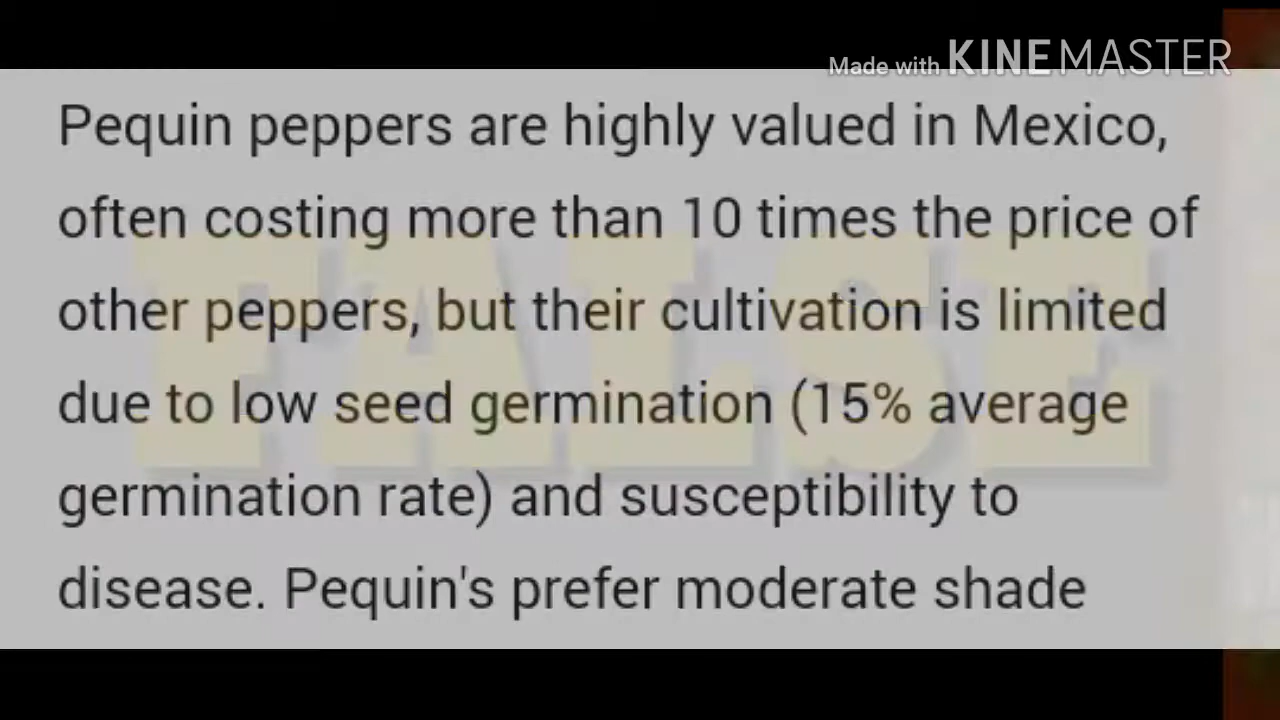 Made with KINEMASTER
Pequin peppers are highly valued in Mexico,
often costing more than 10 times the price of
other peppers, but their cultivation is limited
due to low seed germination (15% average
germination rate) and susceptibility to
disease. Pequin's prefer moderate shade
FALSE